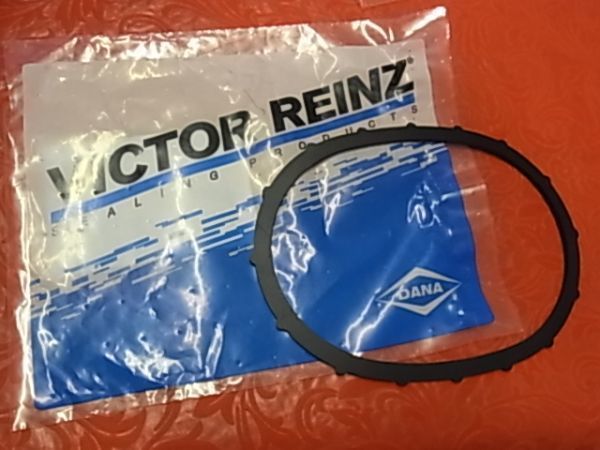 VICTOR REINZ®
SEALING PRODUCTS
DANA